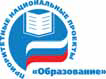 ПРИОРИТЕТНЫЕ НАЦИОНАЛЬНЫЕ ПРОЕКТЫ
«Образование»